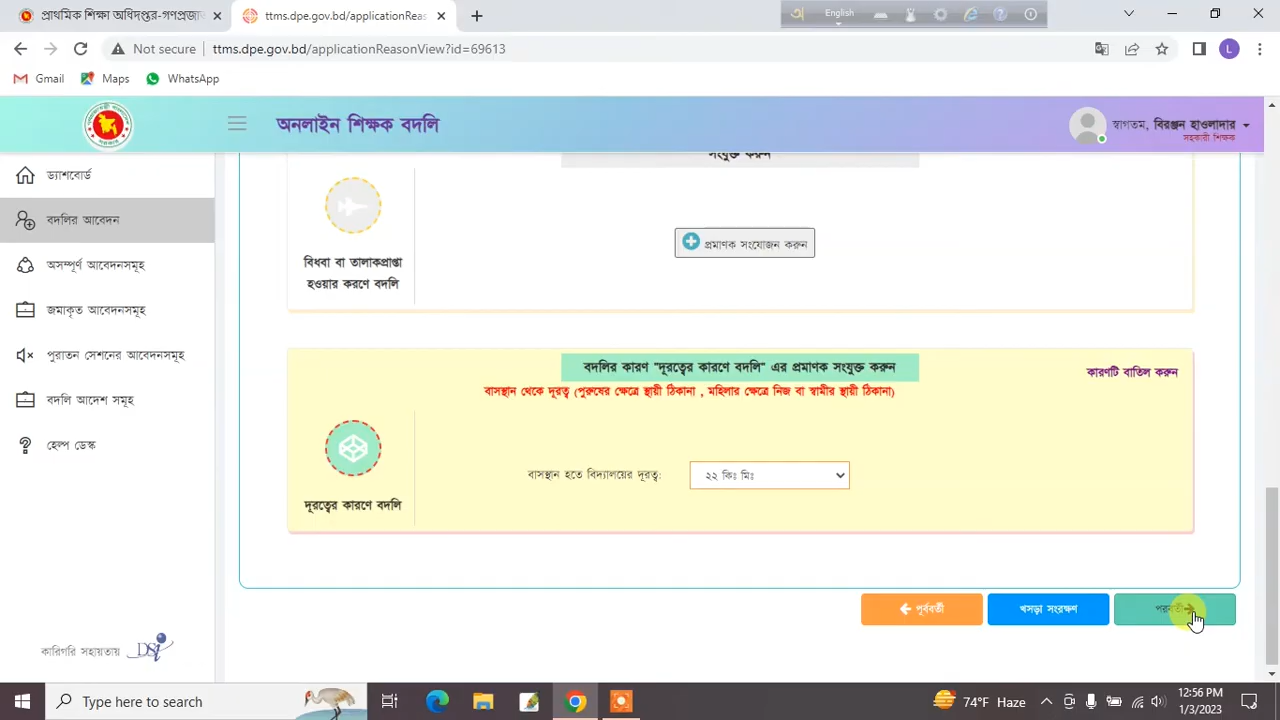 প্রাথমিক শিক্ষা অধিদপ্তর-গণপ্রজাত
ttms.dpe.gov.bd/applicationReas
English
Not secure
ttms.dpe.gov.bd/applicationReasonView?id=69613
L
Gmail
Maps
WhatsApp
অনলাইন শিক্ষক বদলি
স্বাগতম, বিরঞ্জন হাওলাদার
সহকারী শিক্ষক
ড্যাশবোর্ড
বদলির আবেদন
অসম্পূর্ণ আবেদনসমূহ
জমাকৃত আবেদনসমূহ
পুরাতন সেশনের আবেদনসমূহ
বদলি আদেশ সমূহ
হেল্প ডেস্ক
কারিগরি সহায়তায়
DSi
সংযুক্ত করুন
প্রমাণক সংযোজন করুন
বিধবা বা তালাকপ্রাপ্তা
হওয়ার করণে বদলি
বদলির কারণ "দূরত্বের কারণে বদলি" এর প্রমাণক সংযুক্ত করুন
কারণটি বাতিল করুন
বাসস্থান থেকে দূরত্ব (পুরুষের ক্ষেত্রে স্থায়ী ঠিকানা , মহিলার ক্ষেত্রে নিজ বা স্বামীর স্থায়ী ঠিকানা)
বাসস্থান হতে বিদ্যালয়ের দূরত্ব:
২২ কিঃ মিঃ
দূরত্বের কারণে বদলি
পূর্ববর্তী
খসড়া সংরক্ষণ
পরবর্তী
Type here to search
74°F Haze
12:56 PM
1/3/2023